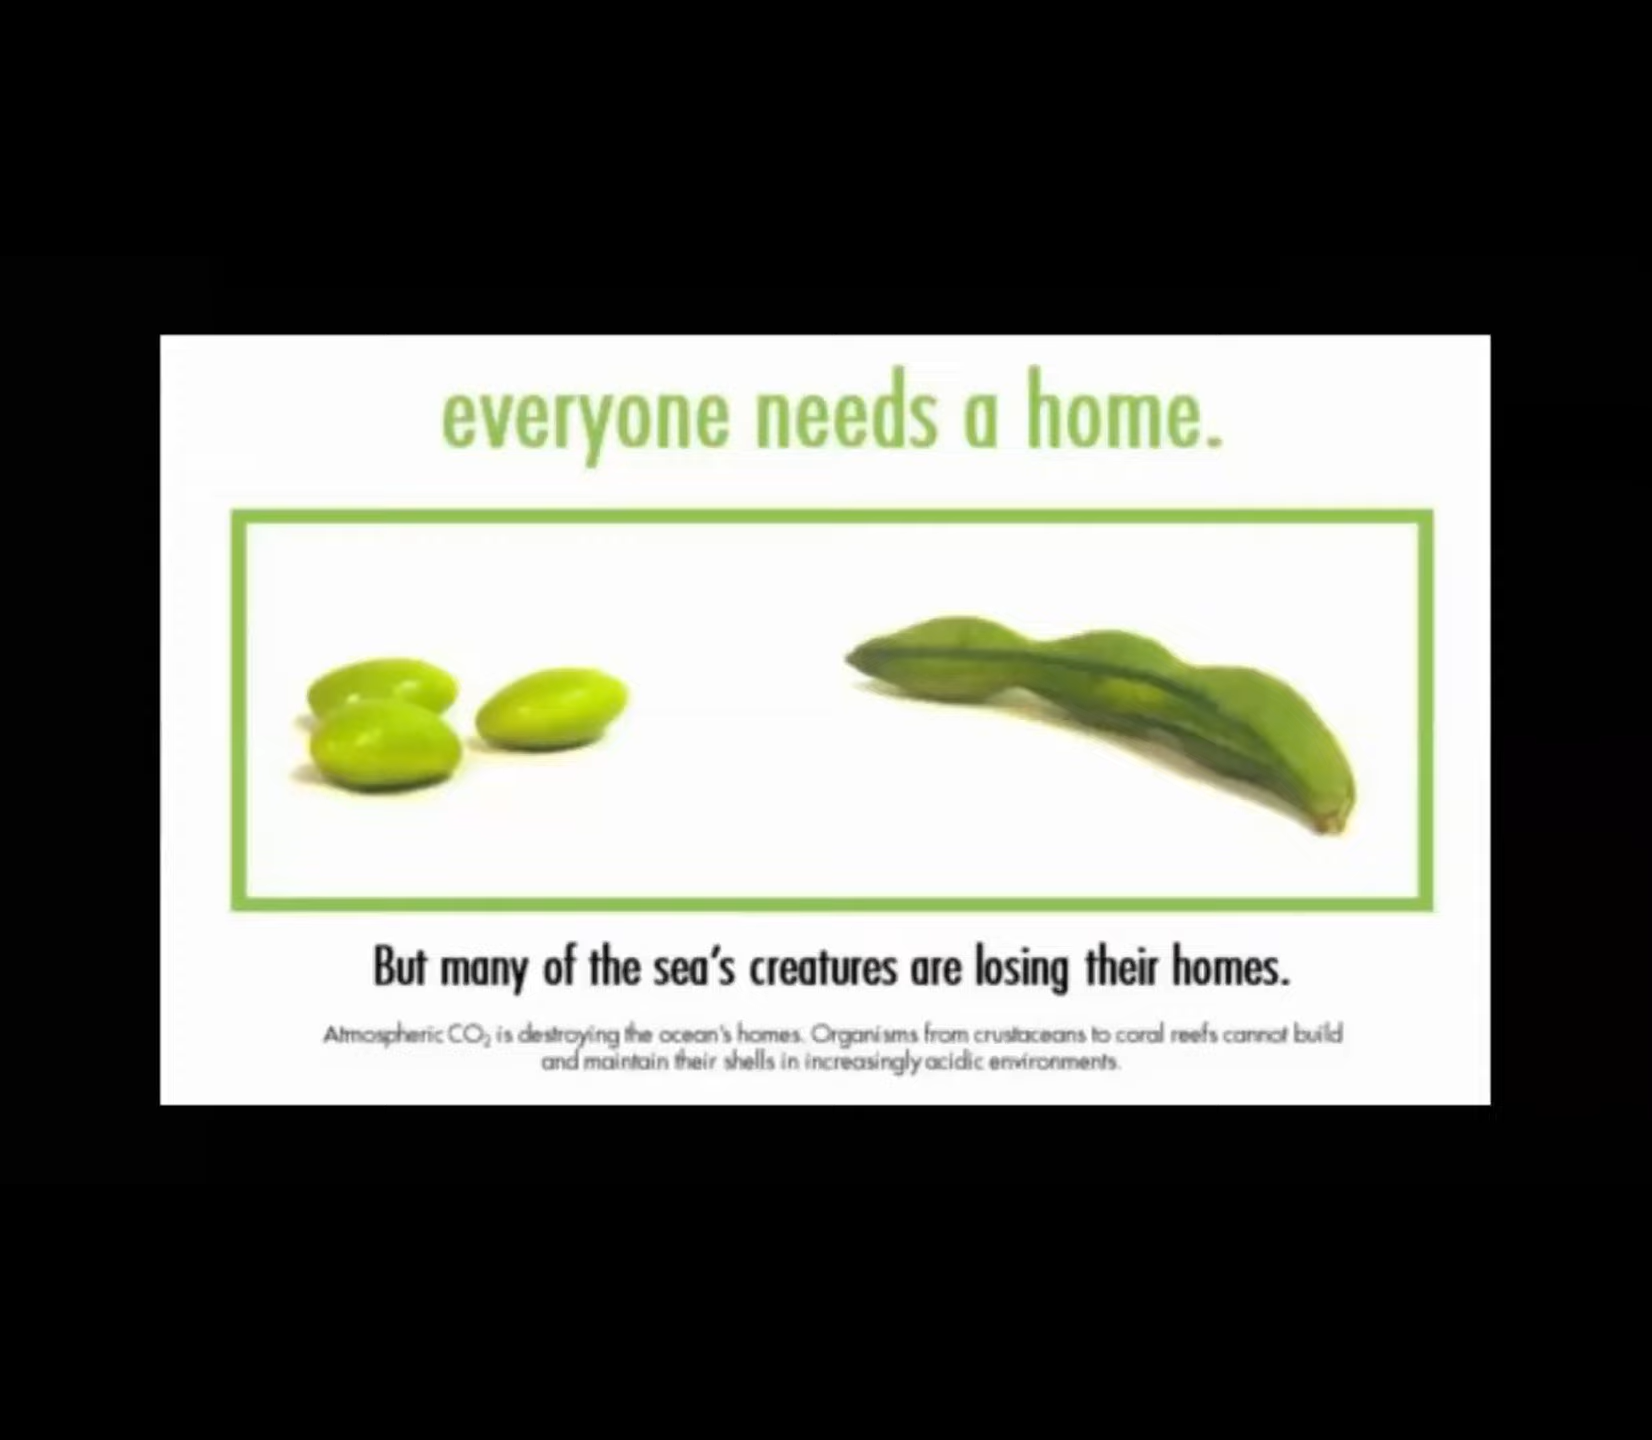 everyone needs a home.
But many of the sea's creatures are losing their homes.
Atmospheric CO₂ is destroying the ocean's homes. Organisms from crustaceans to coral reefs cannot build
and maintain their shells in increasingly acidic environments.